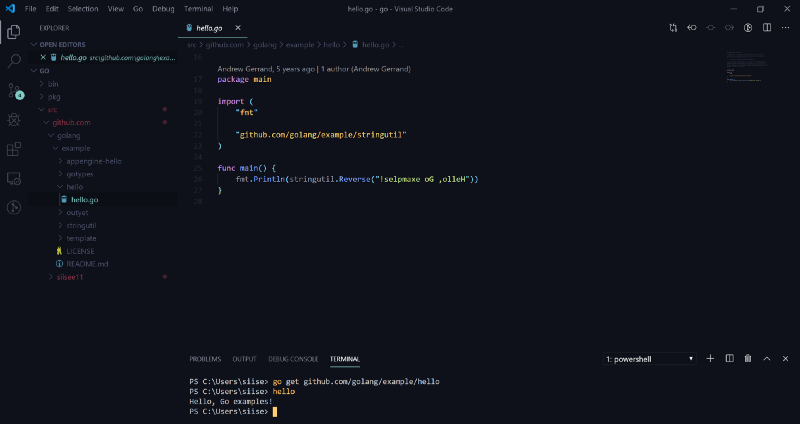 File Edit Selection View Go Debug Terminal Help
hello.go - go - Visual Studio Code
EXPLORER
OPEN EDITORS
hello.go src\github.com\golang\exa...
GO
bin
pkg
src
github.com
golang
example
appengine-hello
gotypes
hello
hello.go
outyet
stringutil
template
LICENSE
README.md
siisee11
4
hello.go
src > github.com > golang > example > hello > hello.go > ...
16
Andrew Gerrand, 5 years ago | 1 author (Andrew Gerrand)
17 package main
18
19 import (
20 "fmt"
21
22 "github.com/golang/example/stringutil"
23 )
24
25 func main() {
26 fmt.Println(stringutil.Reverse("!selpmaxe oG ,olleH"))
27 }
28
PROBLEMS OUTPUT DEBUG CONSOLE TERMINAL
1: powershell
PS C:\Users\siise> go get github.com/golang/example/hello
PS C:\Users\siise> hello
Hello, Go examples!
PS C:\Users\siise>